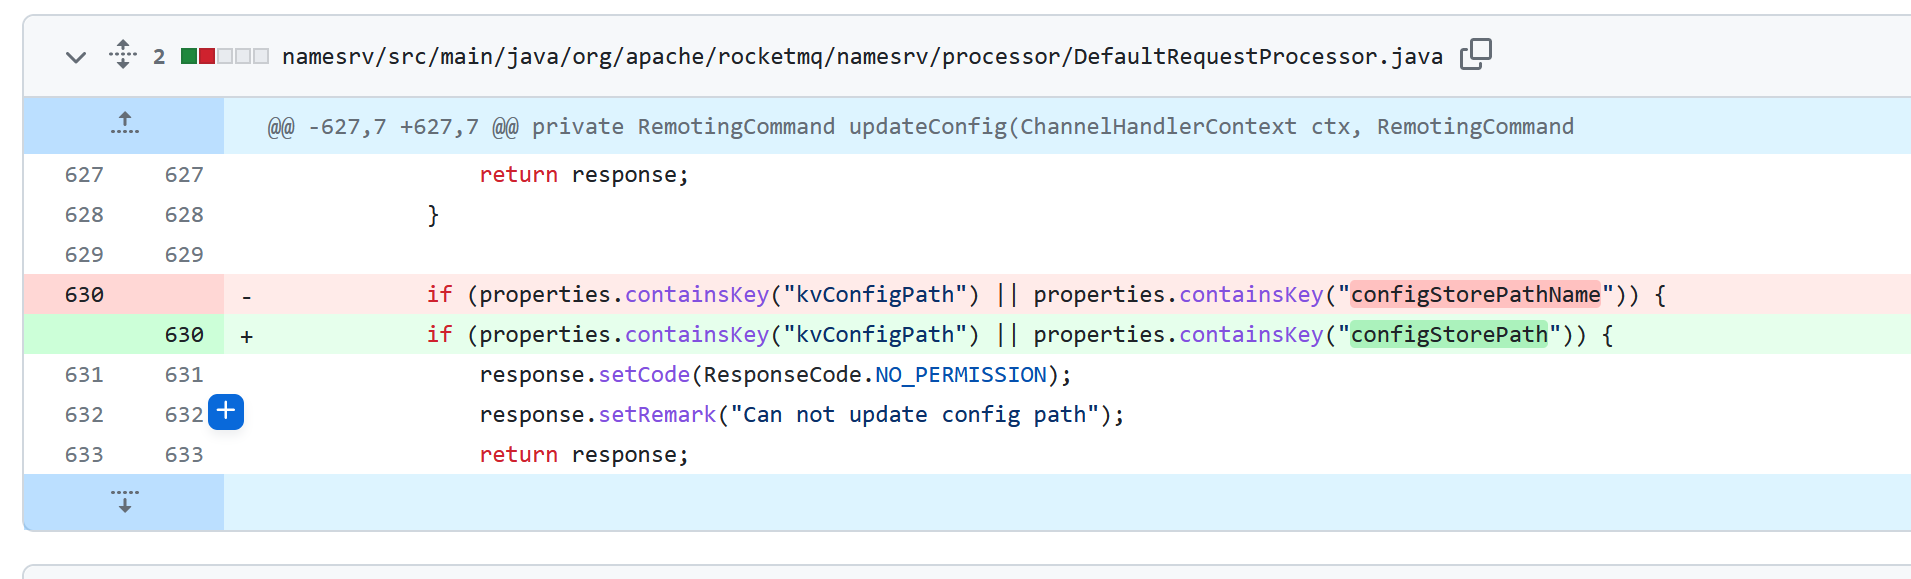 2 namesrv/src/main/java/org/apache/rocketmq/namesrv/processor/DefaultRequestProcessor.java
@@ -627,7 +627,7 @@ private RemotingCommand updateConfig(ChannelHandlerContext ctx, RemotingCommand
627 627 return response;
628 628 }
629 629
630 - if (properties.containsKey("kvConfigPath") || properties.containsKey("configStorePathName")) {
630 + if (properties.containsKey("kvConfigPath") || properties.containsKey("configStorePath")) {
631 631 response.setCode(ResponseCode.NO_PERMISSION);
632 632 response.setRemark("Can not update config path");
633 633 return response;